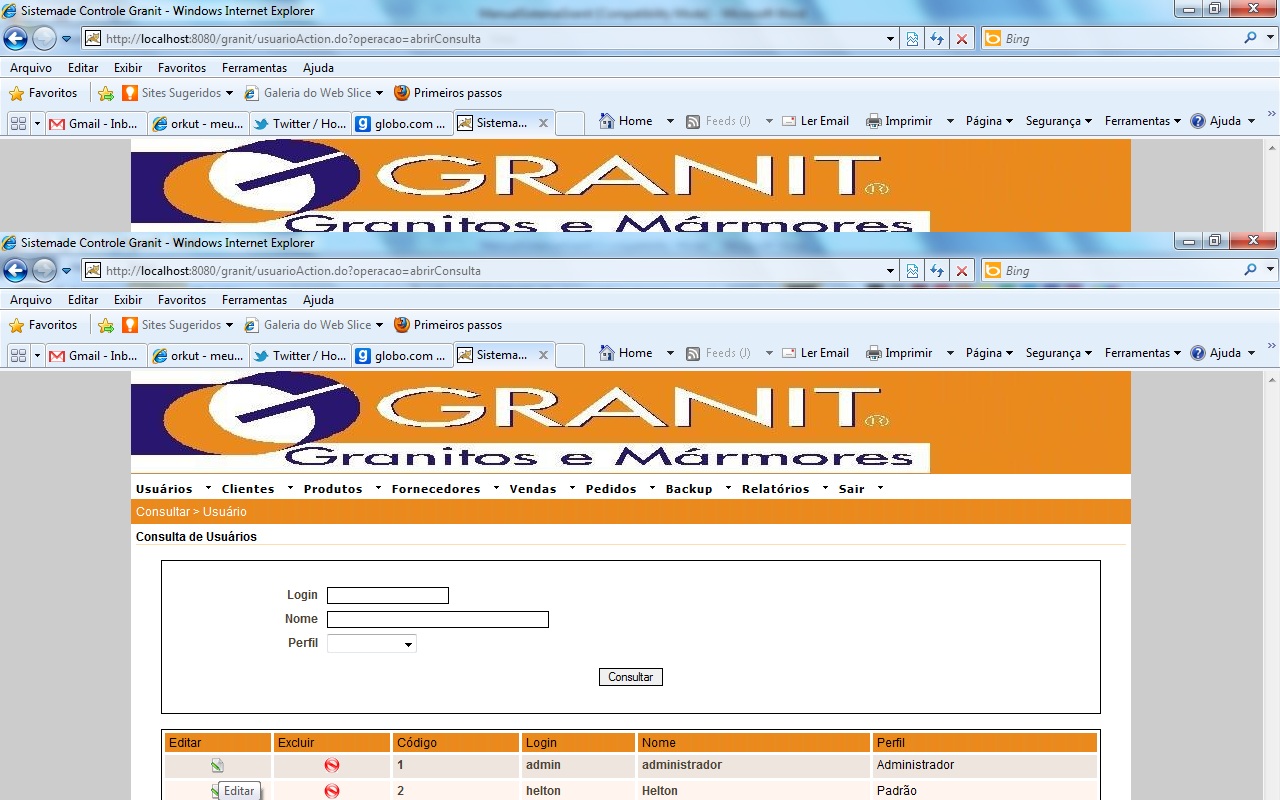 Sistemade Controle Granit - Windows Internet Explorer
http://localhost:8080/granit/usuarioAction.do?operacao=abrirConsulta Bing
Arquivo Editar Exibir Favoritos Ferramentas Ajuda
Favoritos Sites Sugeridos Galeria do Web Slice Primeiros passos
Gmail - Inb... orkut - meu... Twitter / Ho... globo.com ... Sistema... X Home Feeds (J) Ler Email Imprimir Página Segurança Ferramentas Ajuda »
GRANIT®
Granitos e Mármores
Sistemade Controle Granit - Windows Internet Explorer
http://localhost:8080/granit/usuarioAction.do?operacao=abrirConsulta Bing
Arquivo Editar Exibir Favoritos Ferramentas Ajuda
Favoritos Sites Sugeridos Galeria do Web Slice Primeiros passos
Gmail - Inb... orkut - meu... Twitter / Ho... globo.com ... Sistema... X Home Feeds (J) Ler Email Imprimir Página Segurança Ferramentas Ajuda »
GRANIT®
Granitos e Mármores
Usuários Clientes Produtos Fornecedores Vendas Pedidos Backup Relatórios Sair
Consultar > Usuário
Consulta de Usuários
Login
Nome
Perfil
Consultar
Editar Excluir Código Login Nome Perfil
1 admin administrador Administrador
Editar 2 helton Helton Padrão